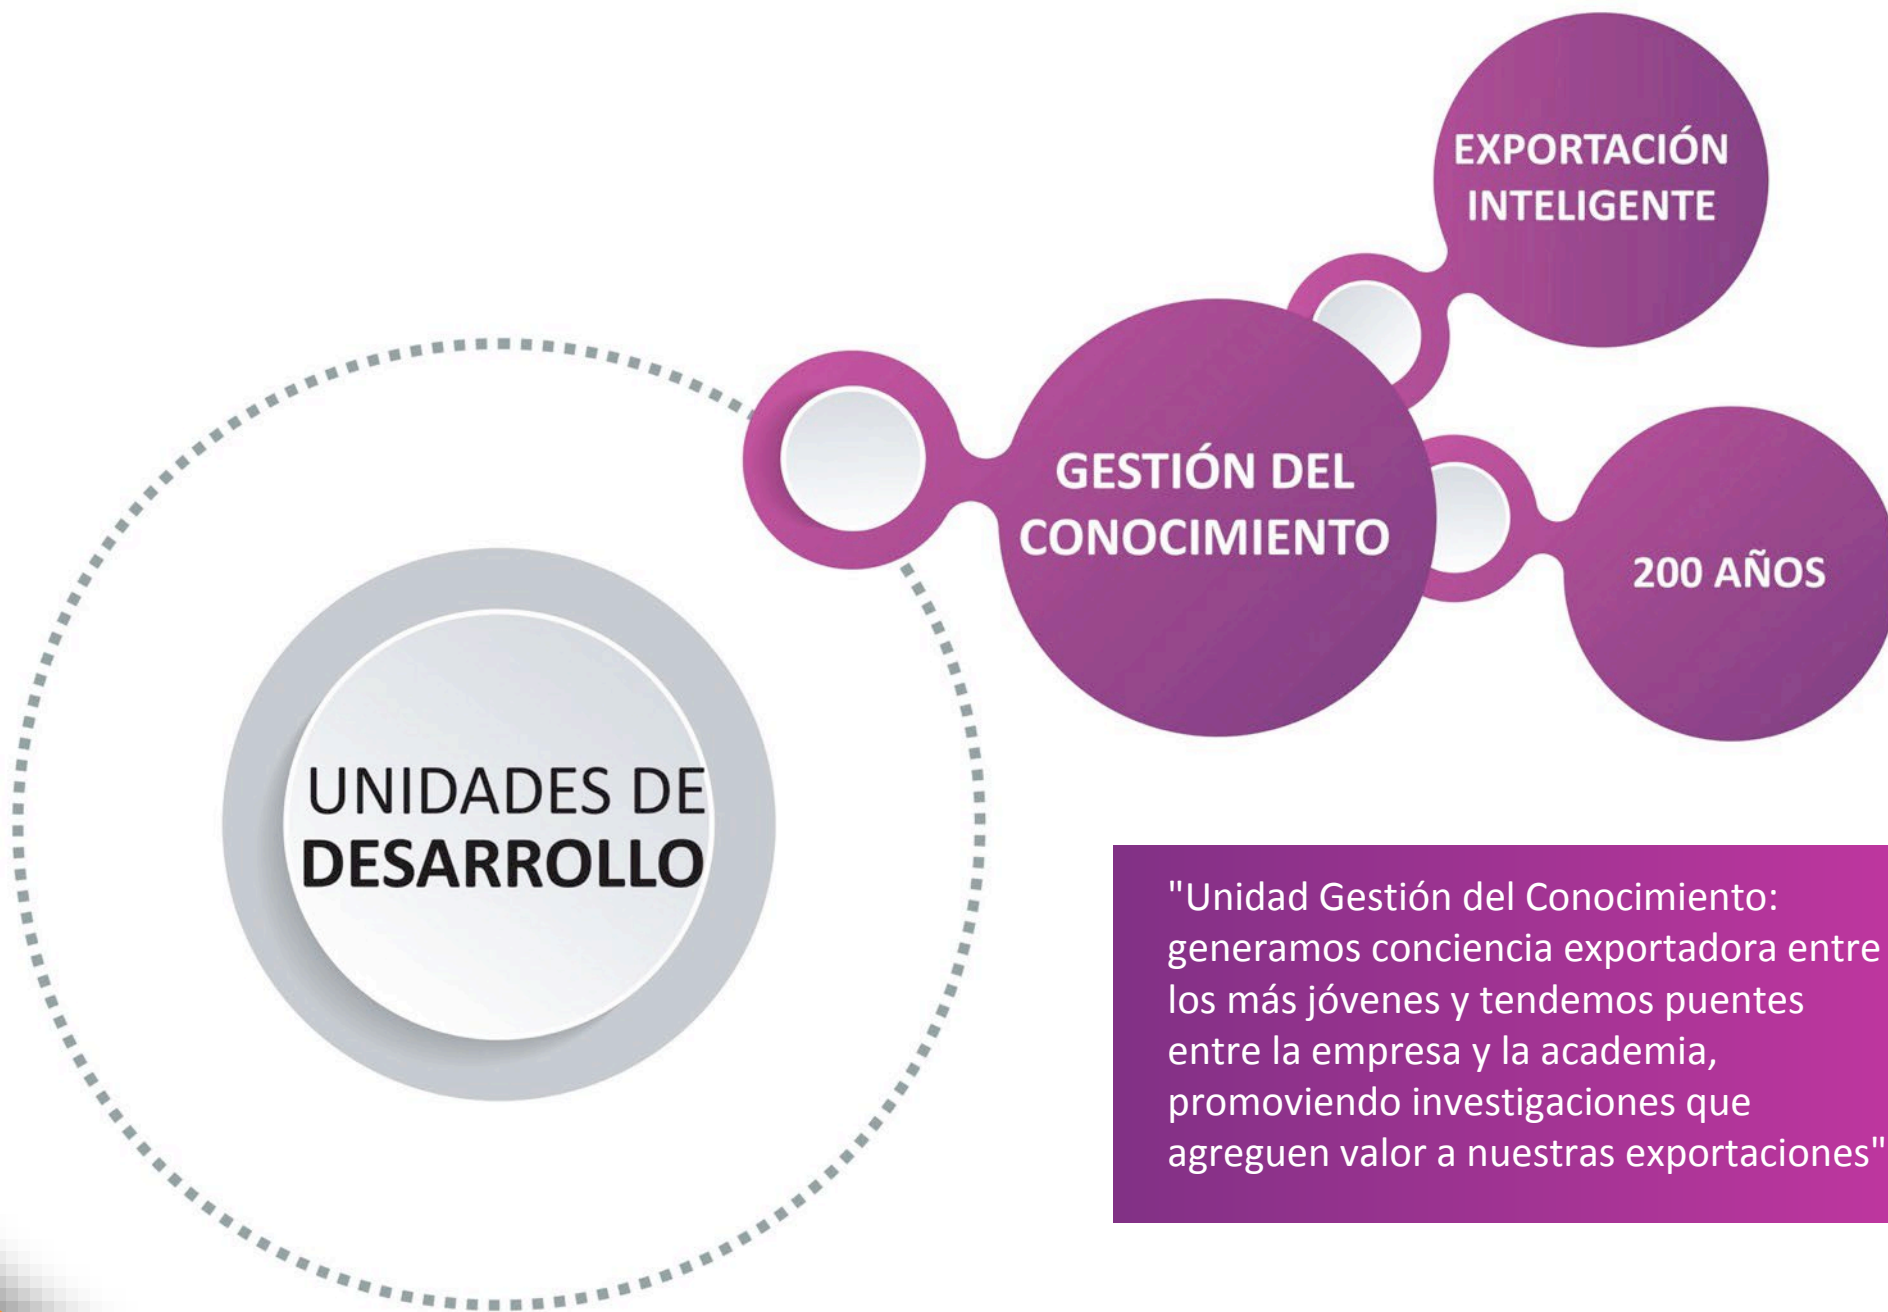 EXPORTACIÓN
INTELIGENTE
GESTIÓN DEL
CONOCIMIENTO
200 AÑOS
UNIDADES DE
DESARROLLO
"Unidad Gestión del Conocimiento:
generamos conciencia exportadora entre
los más jóvenes y tendemos puentes
entre la empresa y la academia,
promoviendo investigaciones que
agreguen valor a nuestras exportaciones"